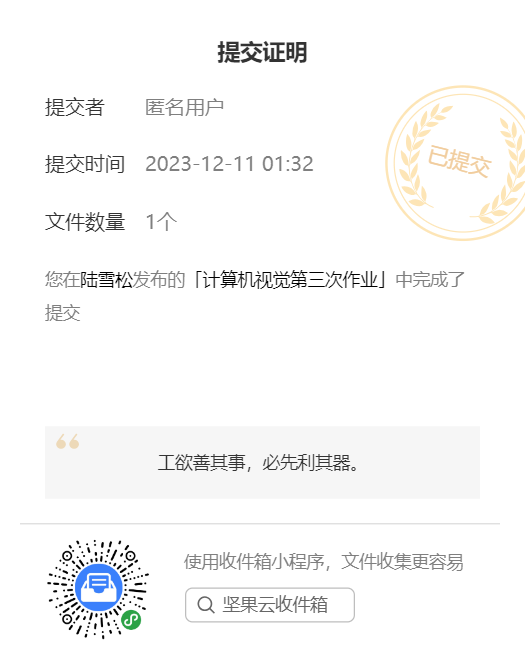 提交证明
提交者 匿名用户
已提交
提交时间 2023-12-11 01:32
文件数量 1个
您在陆雪松发布的「计算机视觉第三次作业」中完成了
提交
工欲善其事，必先利其器。
使用收件箱小程序，文件收集更容易
坚果云收件箱